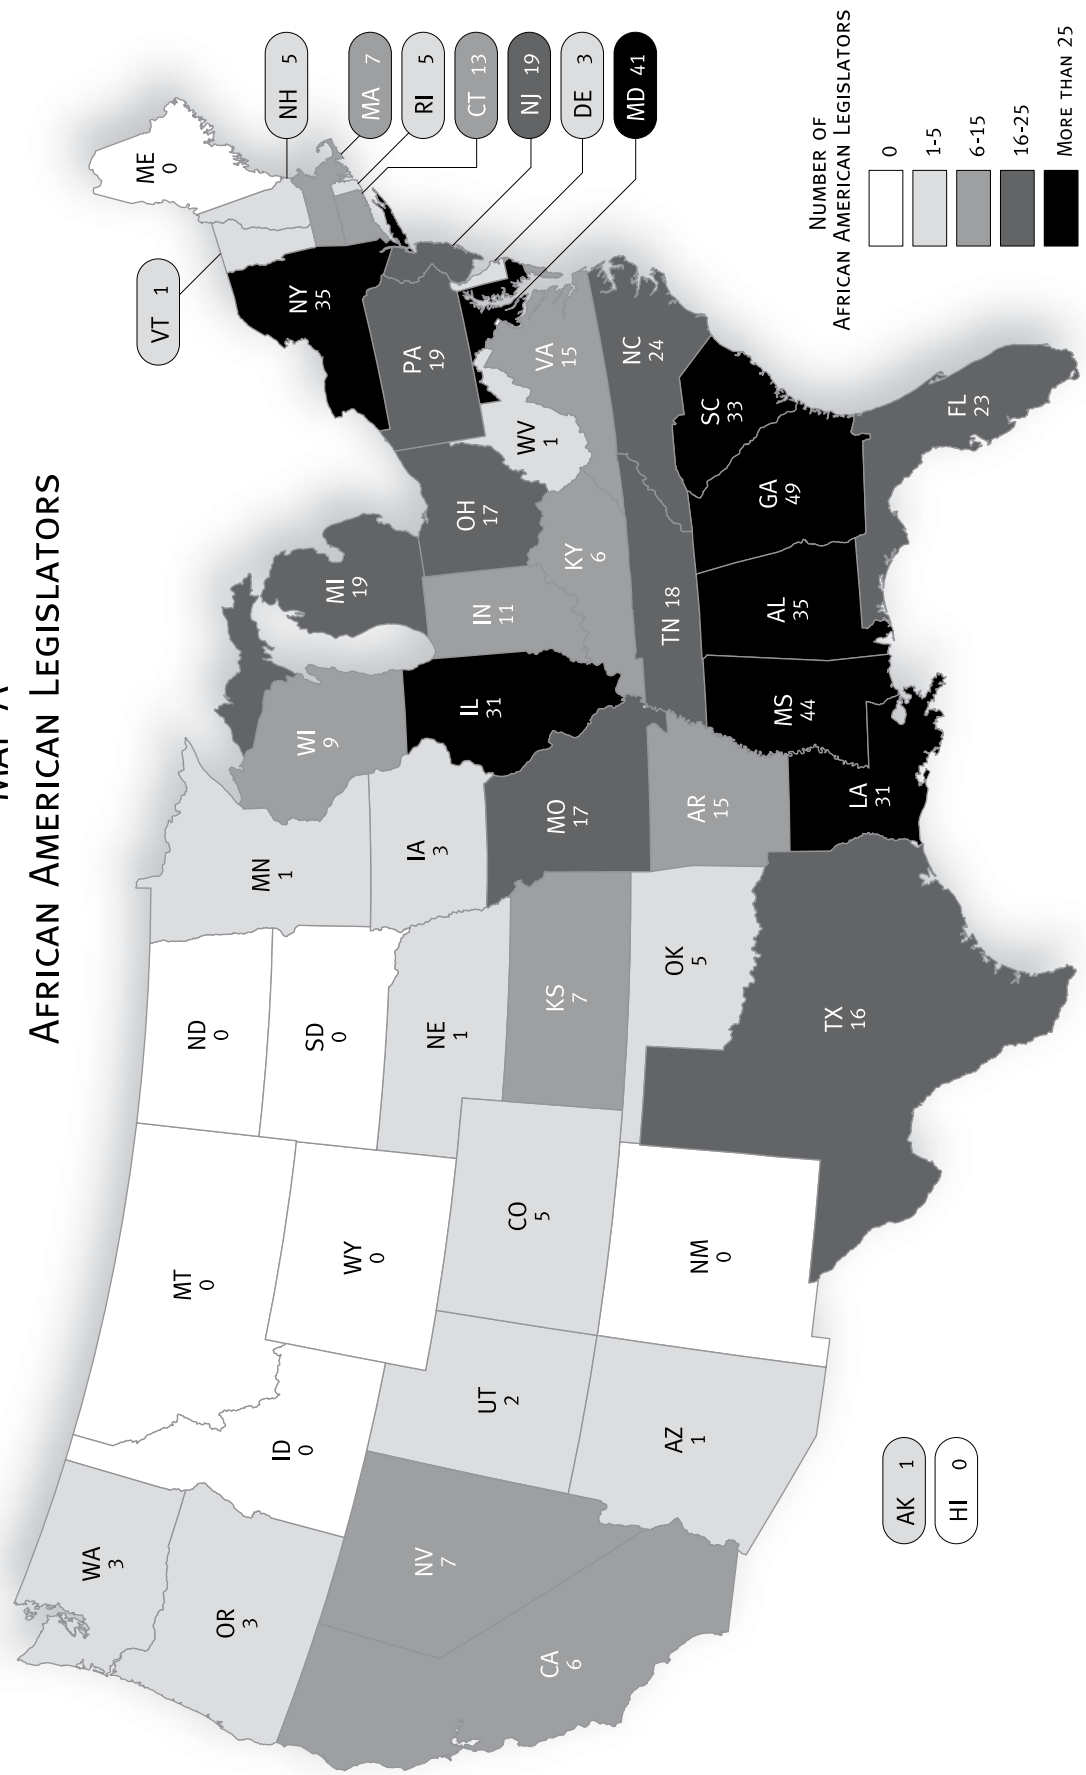 AFRICAN AMERICAN LEGISLATORS
WA
3
OR
3
CA
6
NV
7
ID
0
MT
0
WY
0
UT
2
AZ
1
CO
5
NM
0
ND
0
SD
0
NE
1
KS
7
OK
5
TX
16
MN
1
IA
3
MO
17
AR
15
LA
31
WI
9
IL
31
MS
44
MI
19
IN
11
KY
6
TN 18
AL
35
OH
17
GA
49
WV
1
SC
33
FL
23
PA
19
VA
15
NC
24
NY
35
VT 1
ME
0
NH 5
MA 7
RI 5
CT 13
NJ 19
DE 3
MD 41
AK 1
HI 0
NUMBER OF
AFRICAN AMERICAN LEGISLATORS
0
1-5
6-15
16-25
MORE THAN 25